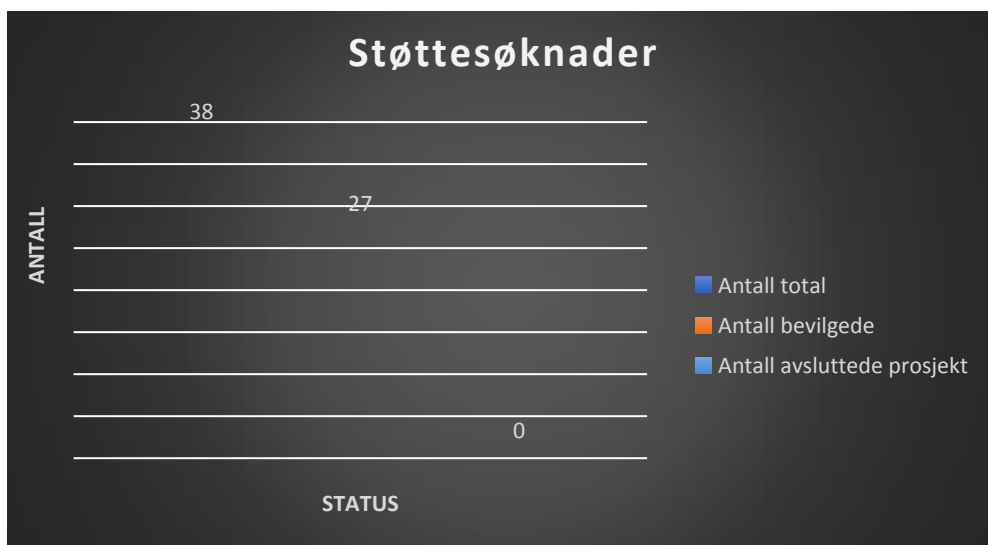 Støttesøknader
38
27
0
ANTALL
STATUS
Antall total
Antall bevilgede
Antall avsluttede prosjekt